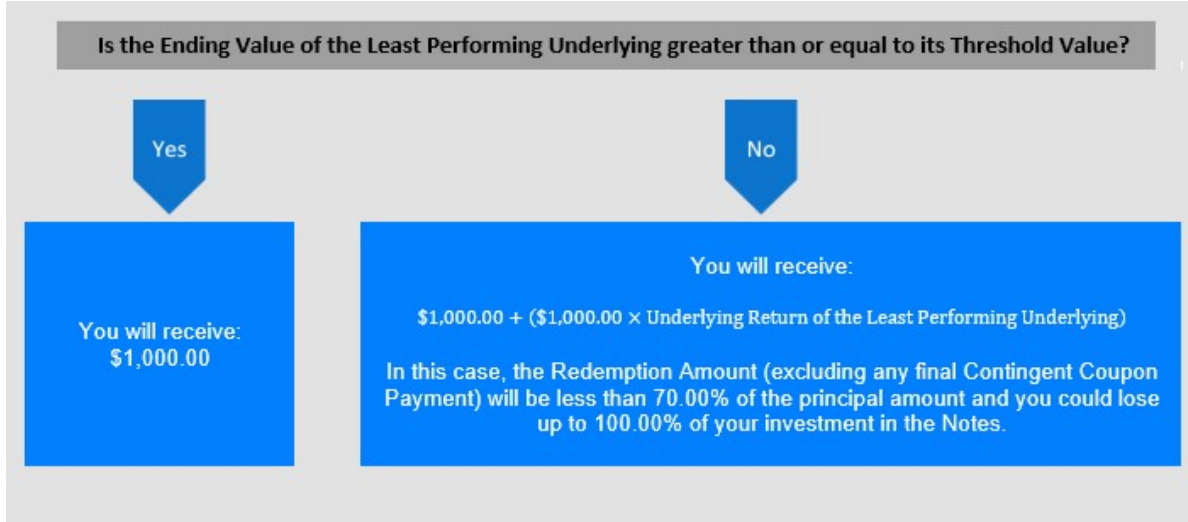 Is the Ending Value of the Least Performing Underlying greater than or equal to its Threshold Value?
Yes
No
You will receive:
$1,000.00
You will receive:
$1,000.00 + ($1,000.00 × Underlying Return of the Least Performing Underlying)
In this case, the Redemption Amount (excluding any final Contingent Coupon
Payment) will be less than 70.00% of the principal amount and you could lose
up to 100.00% of your investment in the Notes.